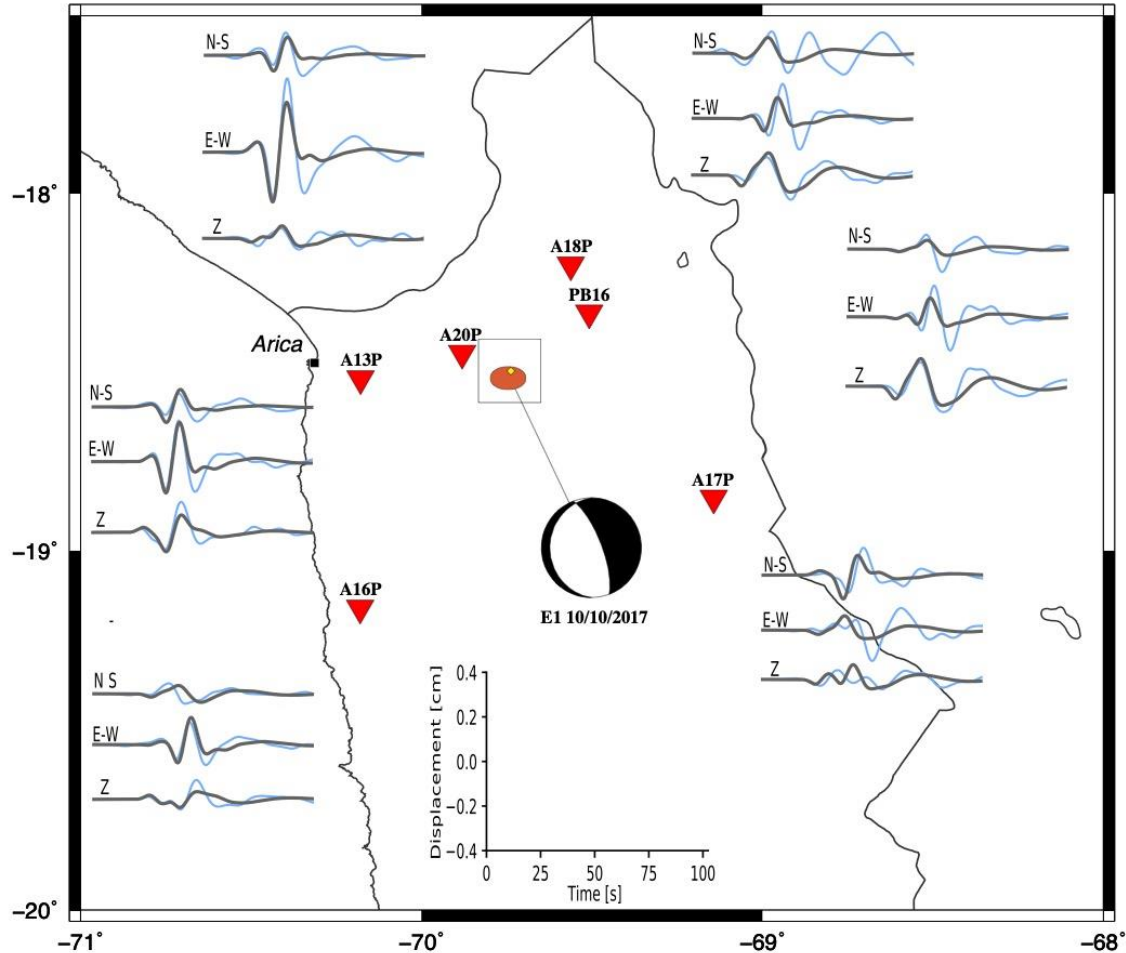 N-S
E-W
Z
N-S
E-W
Z
−18˚
N-S
E-W
Z
A18P
PB16
A20P
Arica
A13P
N-S
E-W
Z
A17P
−19˚
A16P
E1 10/10/2017
N-S
E-W
Z
N S
E-W
Z
Displacement [cm]
0.4
0.2
0.0
−0.2
−0.4
0 25 50 75 100
Time [s]
−20˚
−71˚ −70˚ −69˚ −68˚